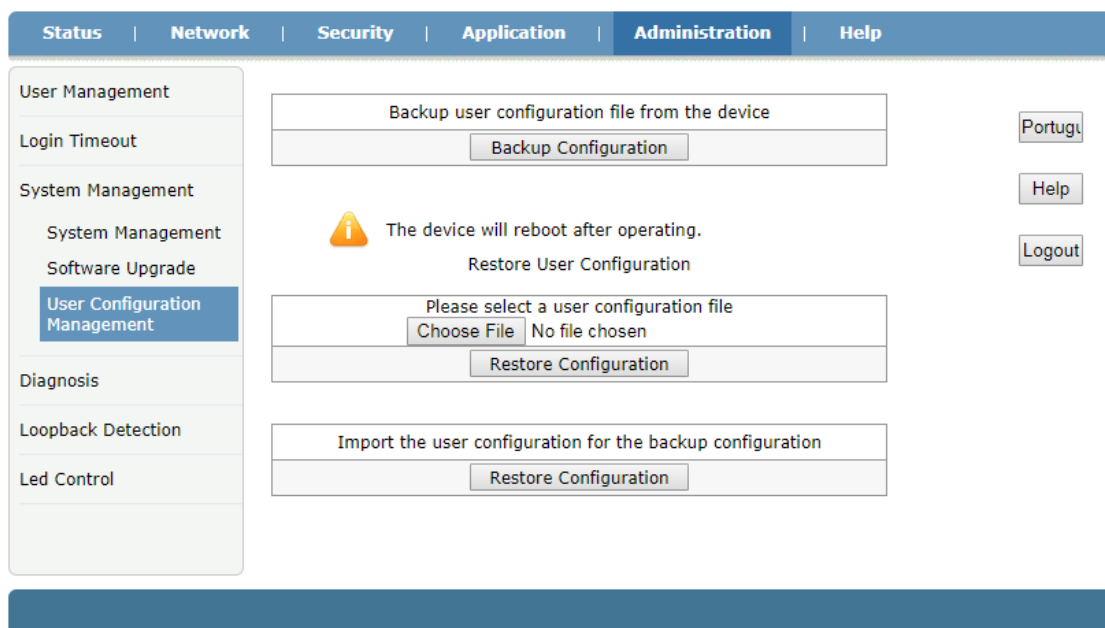 Status | Network | Security | Application | Administration | Help
User Management
Login Timeout
System Management
System Management
Software Upgrade
User Configuration
Management
Diagnosis
Loopback Detection
Led Control
Backup user configuration file from the device
Backup Configuration
The device will reboot after operating.
Restore User Configuration
Please select a user configuration file
Choose File No file chosen
Restore Configuration
Import the user configuration for the backup configuration
Restore Configuration
Help
Logout